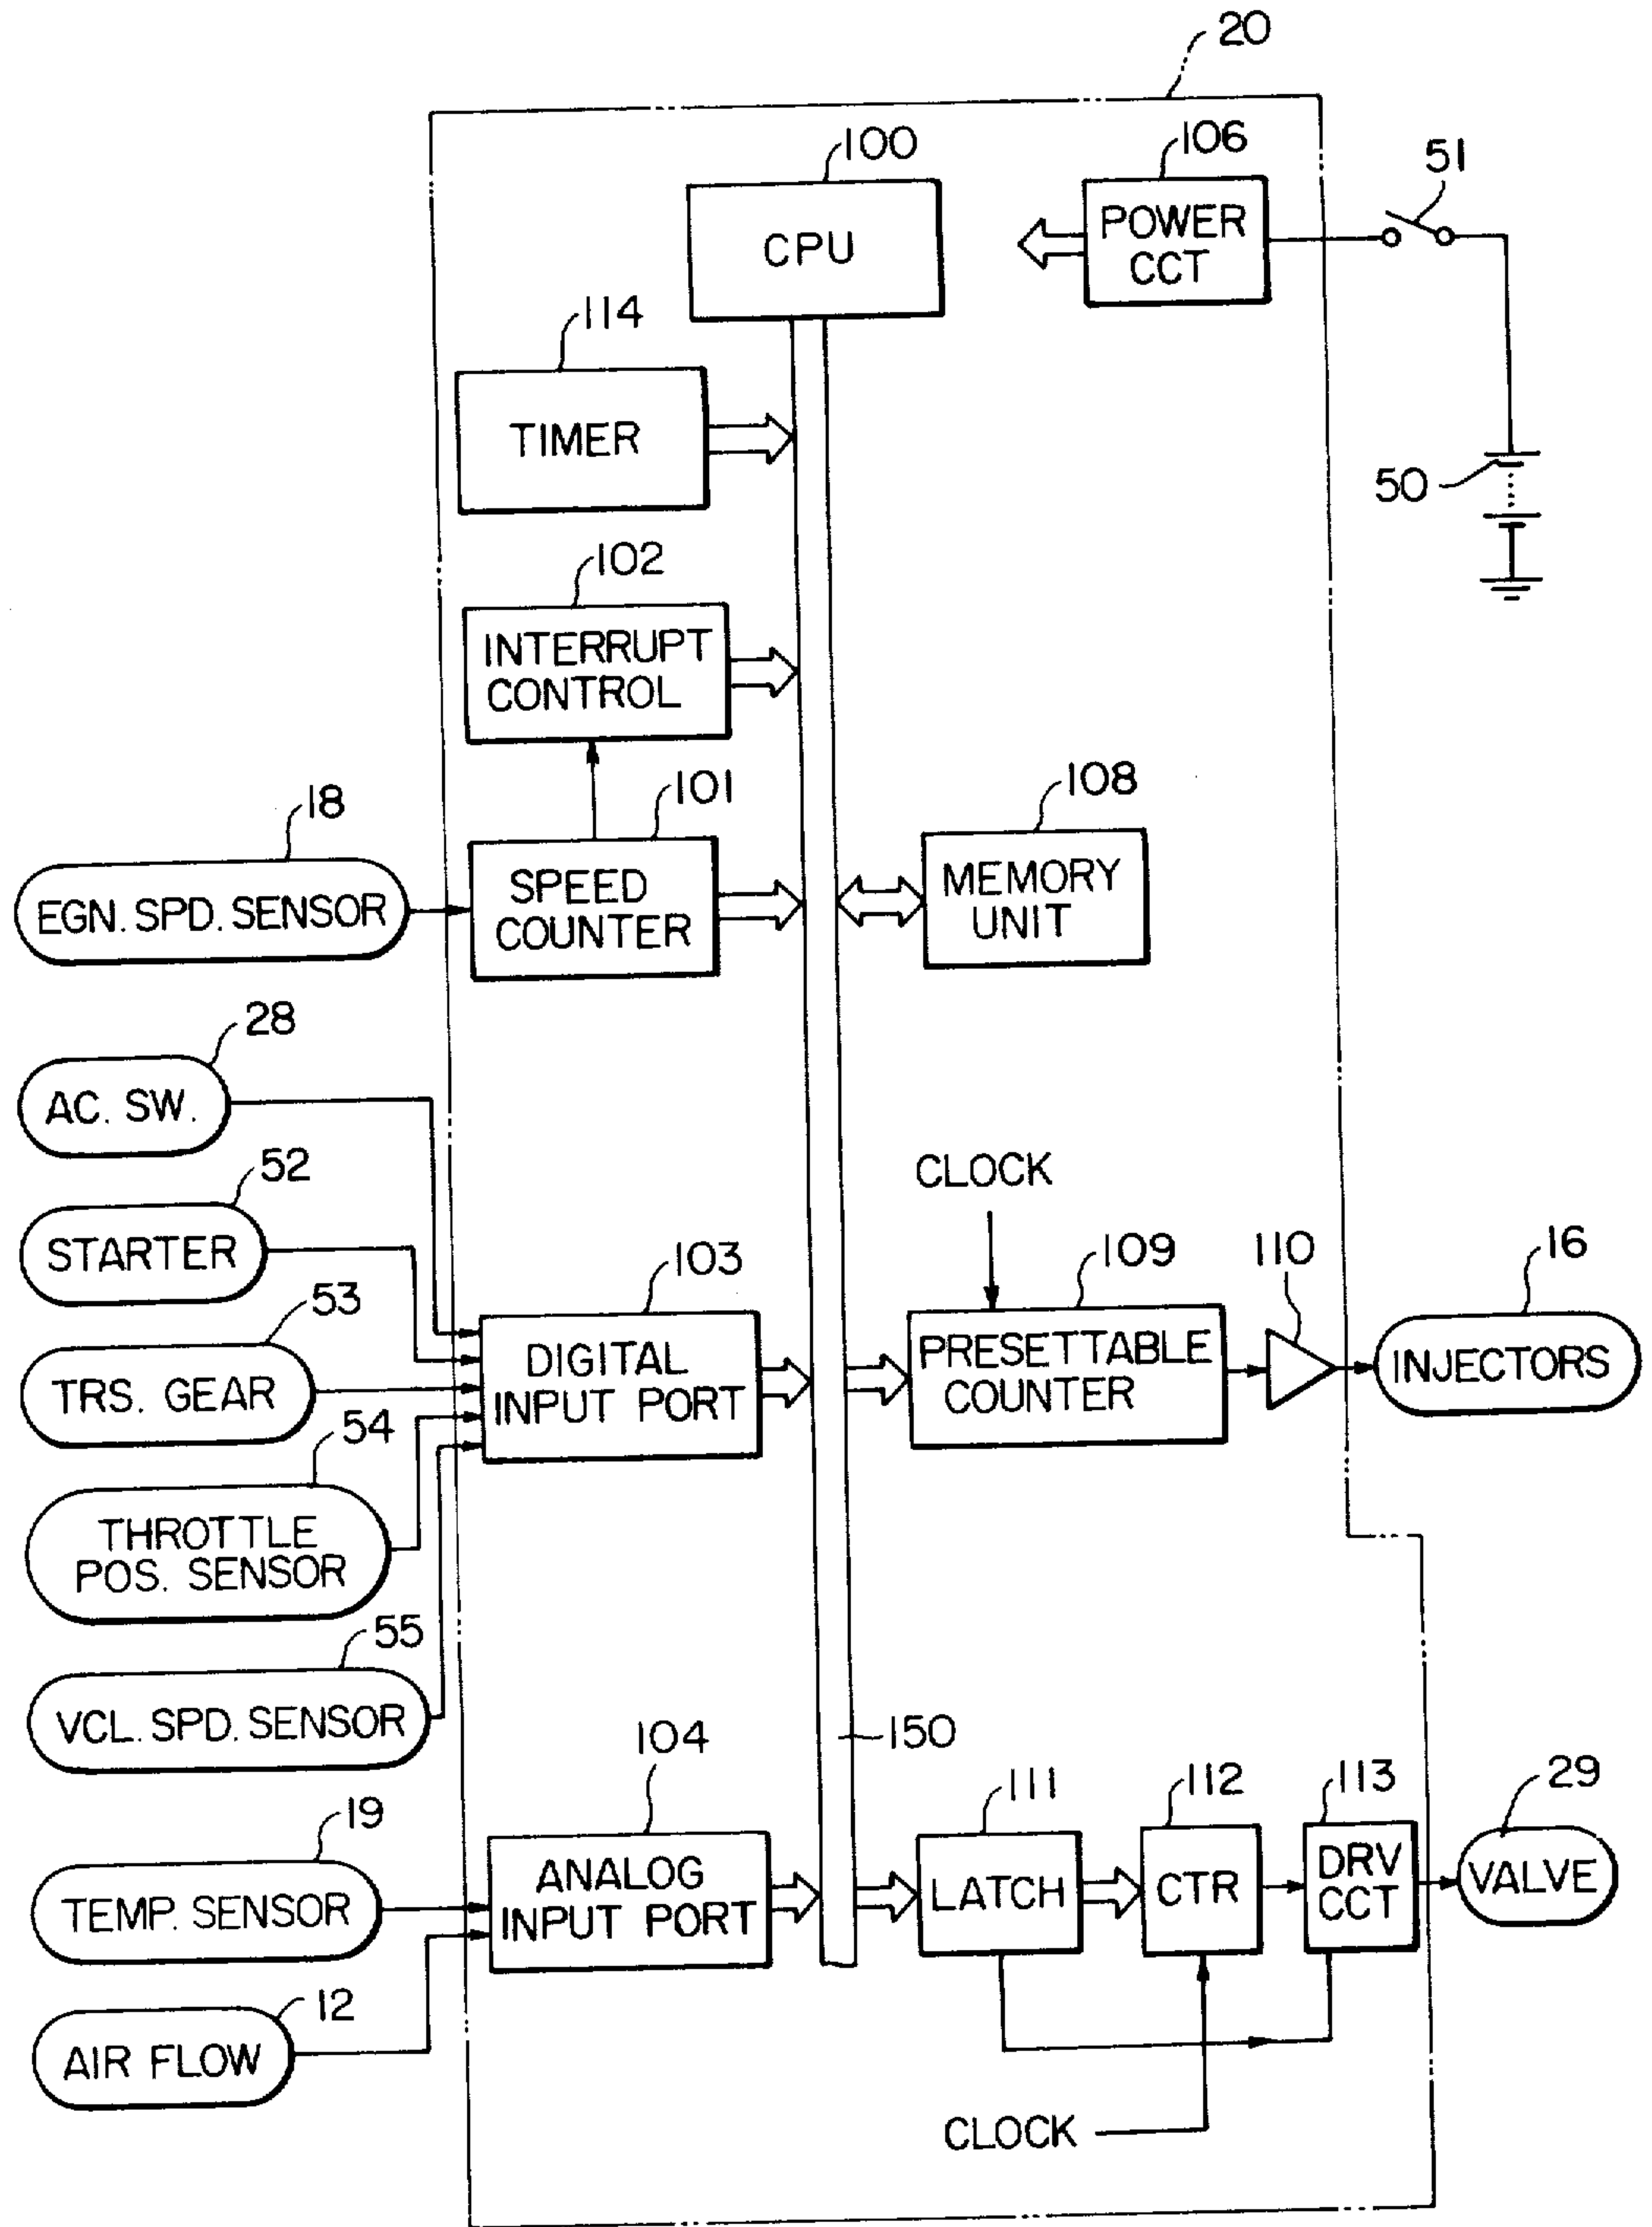 20
100
106
51
CPU
POWER
CCT
114
TIMER
50
102
INTERRUPT
CONTROL
18
101
108
EGN. SPD. SENSOR
SPEED
COUNTER
MEMORY
UNIT
28
AC. SW.
52
CLOCK
STARTER
103
109
110
16
53
TRS. GEAR
DIGITAL
INPUT PORT
PRESETTABLE
COUNTER
INJECTORS
54
THROTTLE
POS. SENSOR
55
VCL. SPD. SENSOR
150
104
111
112
113
29
19
TEMP. SENSOR
ANALOG
INPUT PORT
LATCH
CTR
DRV
CCT
VALVE
12
AIR FLOW
CLOCK